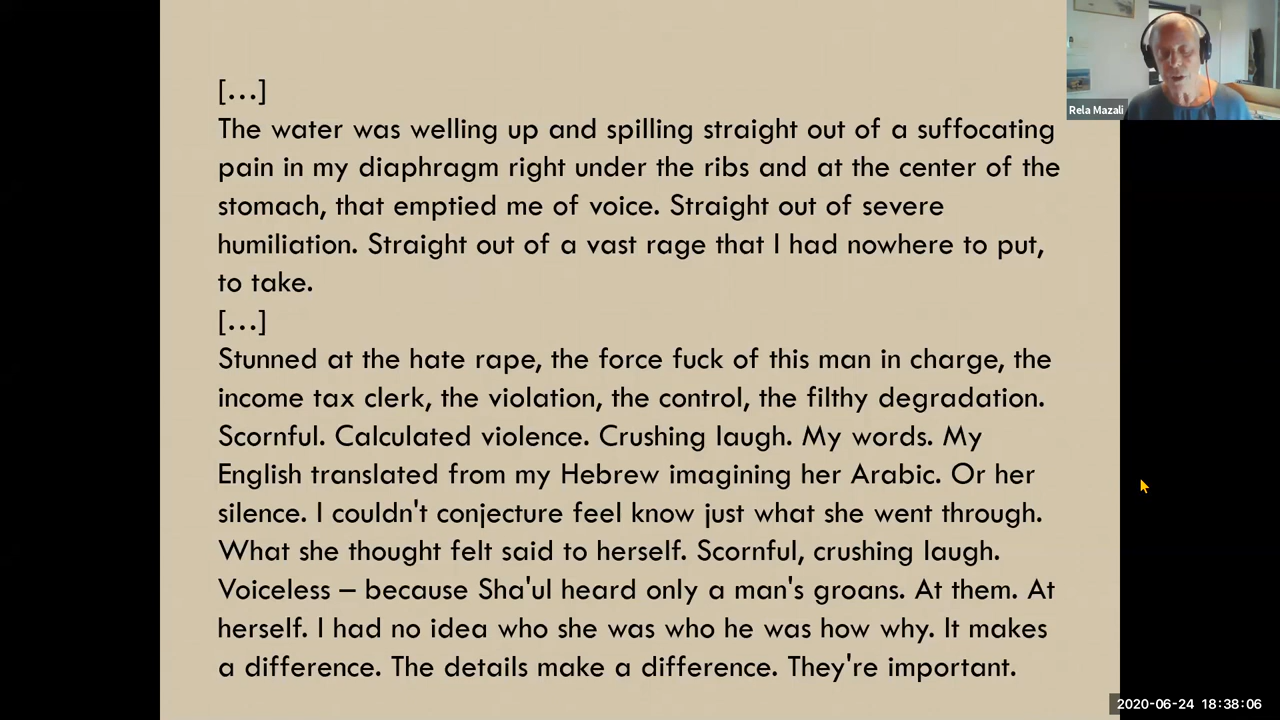 [...]
The water was welling up and spilling straight out of a suffocating
pain in my diaphragm right under the ribs and at the center of the
stomach, that emptied me of voice. Straight out of severe
humiliation. Straight out of a vast rage that I had nowhere to put,
to take.
[...]
Stunned at the hate rape, the force fuck of this man in charge, the
income tax clerk, the violation, the control, the filthy degradation.
Scornful. Calculated violence. Crushing laugh. My words. My
English translated from my Hebrew imagining her Arabic. Or her
silence. I couldn't conjecture feel know just what she went through.
What she thought felt said to herself. Scornful, crushing laugh.
Voiceless – because Sha'ul heard only a man's groans. At them. At
herself. I had no idea who she was who he was how why. It makes
a difference. The details make a difference. They're important.
Rela Mazali
2020-06-24 18:38:06